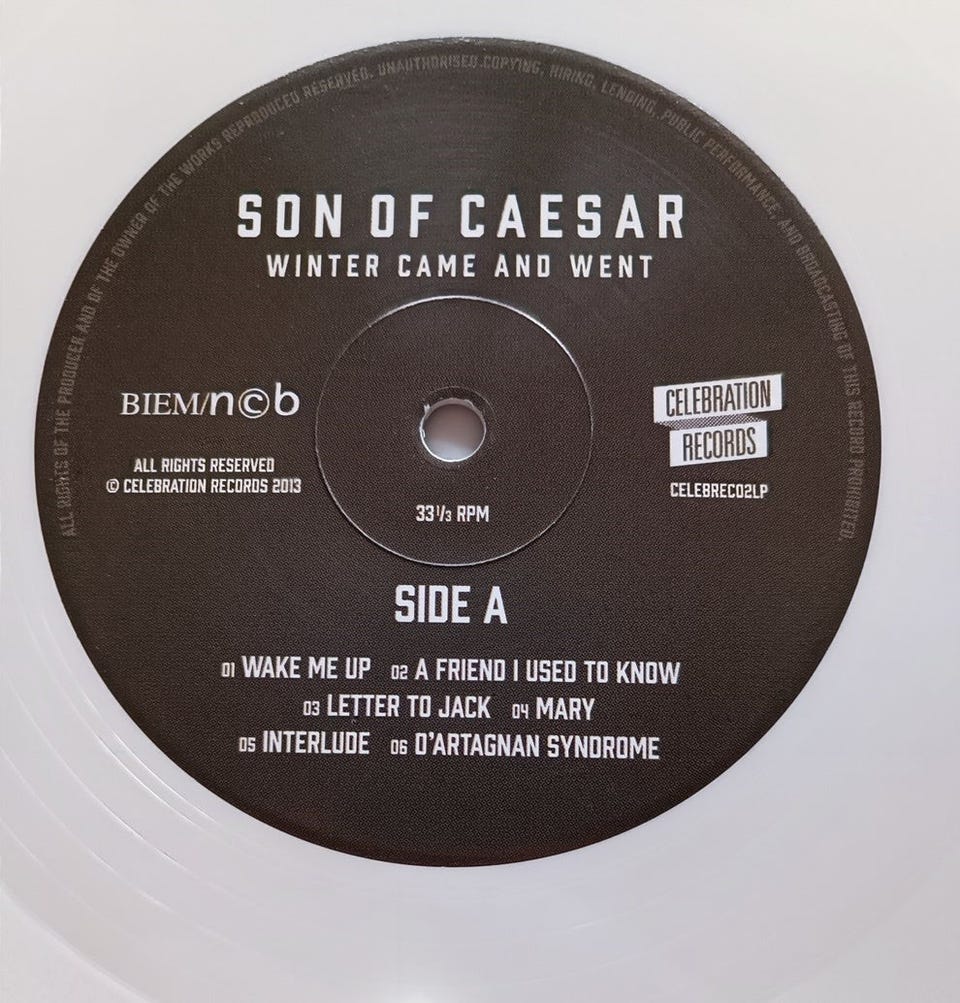 ALL RIGHTS OF THE PRODUCER AND OF THE OWNER OF THE WORKS REPRODUCED RESERVED. UNAUTHORISED COPYING, HIRING, LENDING, PUBLIC PERFORMANCE, AND BROADCASTING OF THIS RECORD PROHIBITED.
SON OF CAESAR
WINTER CAME AND WENT
BIEM/n©b
ALL RIGHTS RESERVED
© CELEBRATION RECORDS 2013
CELEBRATION
RECORDS
CELEBREC02LP
33 1/3 RPM
SIDE A
01 WAKE ME UP 02 A FRIEND I USED TO KNOW
03 LETTER TO JACK 04 MARY
05 INTERLUDE 06 D'ARTAGNAN SYNDROME